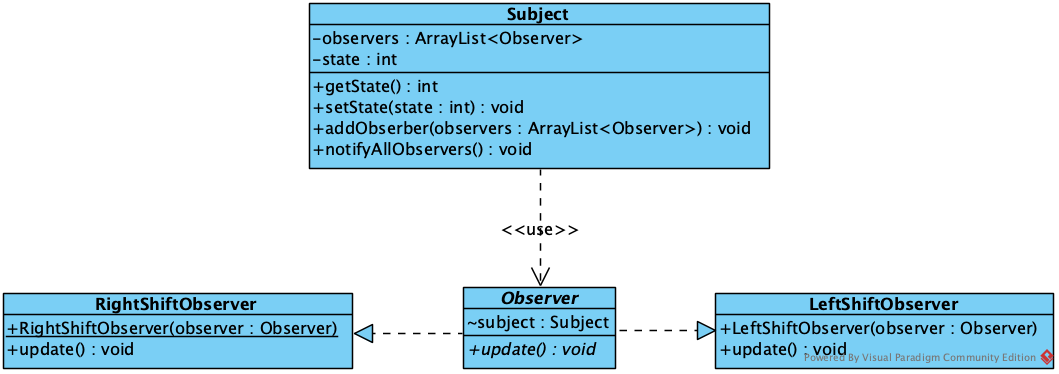 Subject
-observers : ArrayList<Observer>
-state : int
+getState() : int
+setState(state : int) : void
+addObserber(observers : ArrayList<Observer>) : void
+notifyAllObservers() : void
<<use>>
RightShiftObserver
+RightShiftObserver(observer : Observer)
+update() : void
Observer
~subject : Subject
+update() : void
LeftShiftObserver
+LeftShiftObserver(observer : Observer)
+update() : void
Powered By Visual Paradigm Community Edition